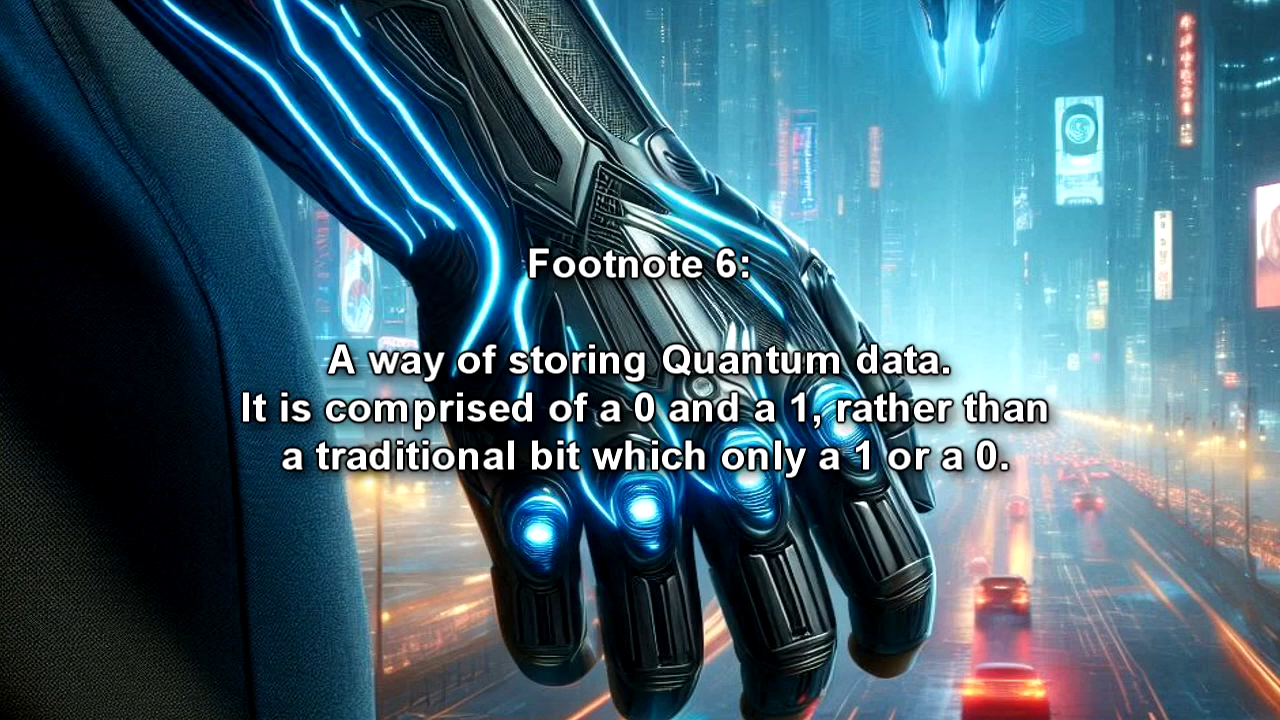 Footnote 6:
A way of storing Quantum data.
It is comprised of a 0 and a 1, rather than
a traditional bit which only a 1 or a 0.